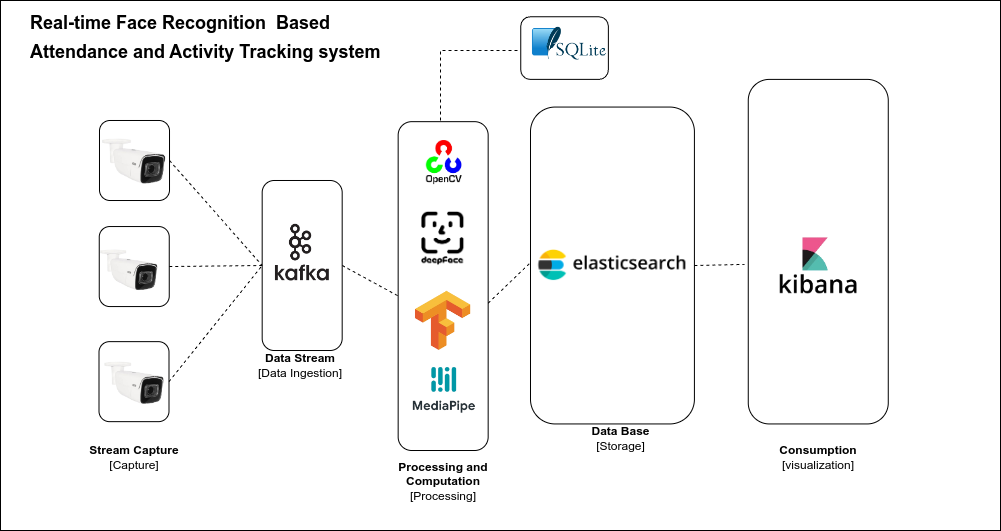 Real-time Face Recognition Based
Attendance and Activity Tracking system
SQLite
OpenCV
deepFace
kafka
elasticsearch
kibana
MediaPipe
Data Stream
[Data Ingestion]
Stream Capture
[Capture]
Processing and
Computation
[Processing]
Data Base
[Storage]
Consumption
[visualization]